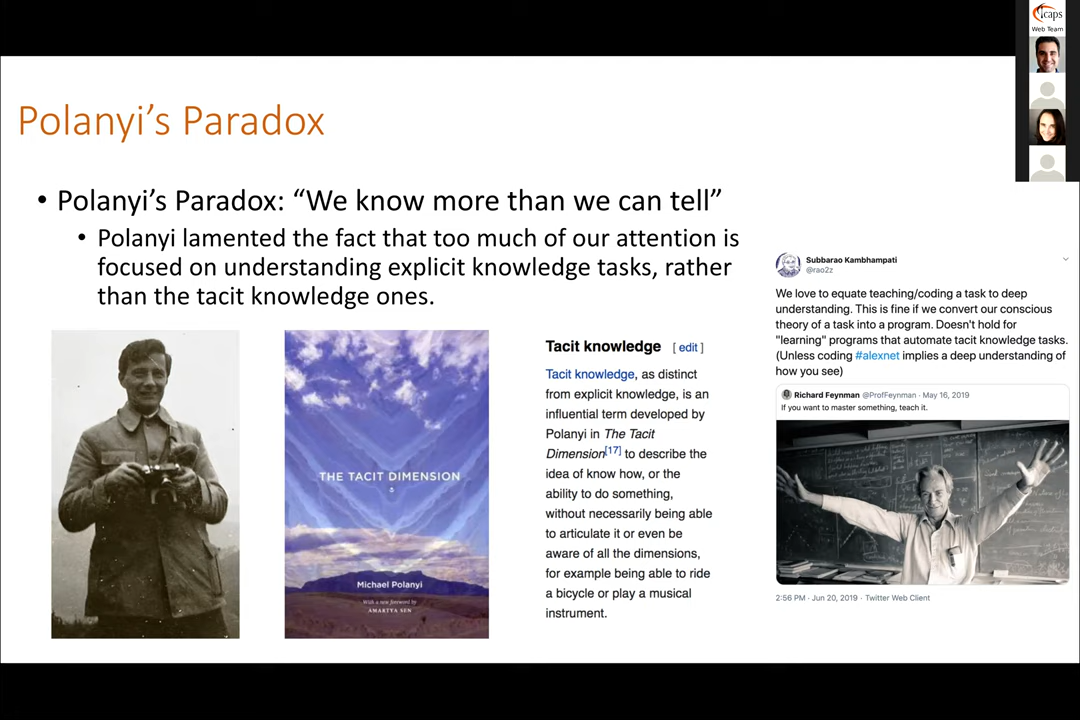 icaps
Web Team
Polanyi’s Paradox
• Polanyi’s Paradox: “We know more than we can tell”
• Polanyi lamented the fact that too much of our attention is
focused on understanding explicit knowledge tasks, rather
than the tacit knowledge ones.
THE TACIT DIMENSION
Michael Polanyi
With a new foreword by
AMARTYA SEN
Tacit knowledge [ edit ]
Tacit knowledge, as distinct
from explicit knowledge, is an
influential term developed by
Polanyi in The Tacit
Dimension[17] to describe the
idea of know how, or the
ability to do something,
without necessarily being able
to articulate it or even be
aware of all the dimensions,
for example being able to ride
a bicycle or play a musical
instrument.
Subbarao Kambhampati
@rao2z
We love to equate teaching/coding a task to deep
understanding. This is fine if we convert our conscious
theory of a task into a program. Doesn't hold for
"learning" programs that automate tacit knowledge tasks.
(Unless coding #alexnet implies a deep understanding of
how you see)
Richard Feynman @ProfFeynman · May 16, 2019
If you want to master something, teach it.
2:56 PM · Jun 20, 2019 · Twitter Web Client